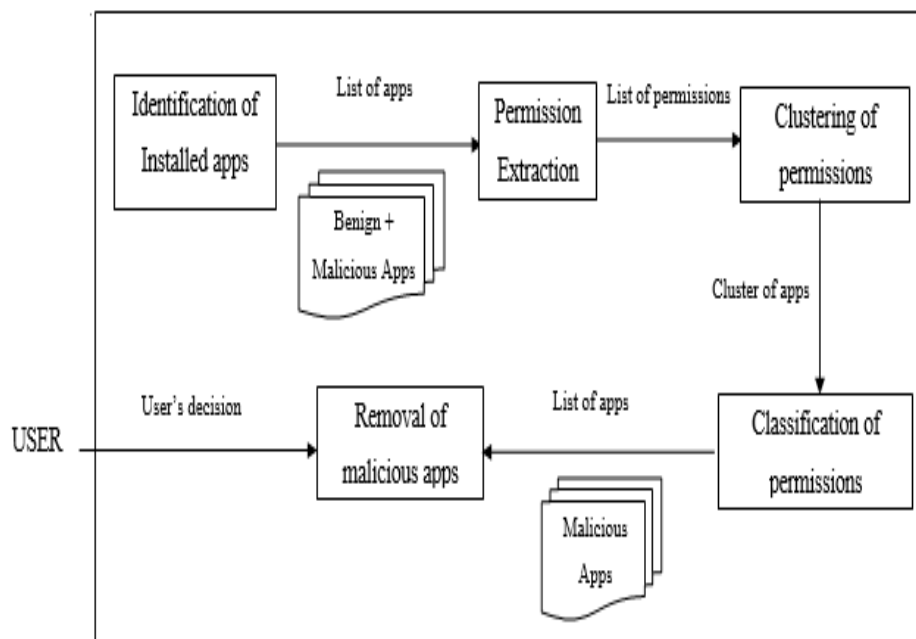 Identification of
Installed apps
List of apps
Benign +
Malicious Apps
Permission
Extraction
List of permissions
Clustering of
permissions
Cluster of apps
Classification of
permissions
List of apps
Malicious
Apps
Removal of
malicious apps
User's decision
USER